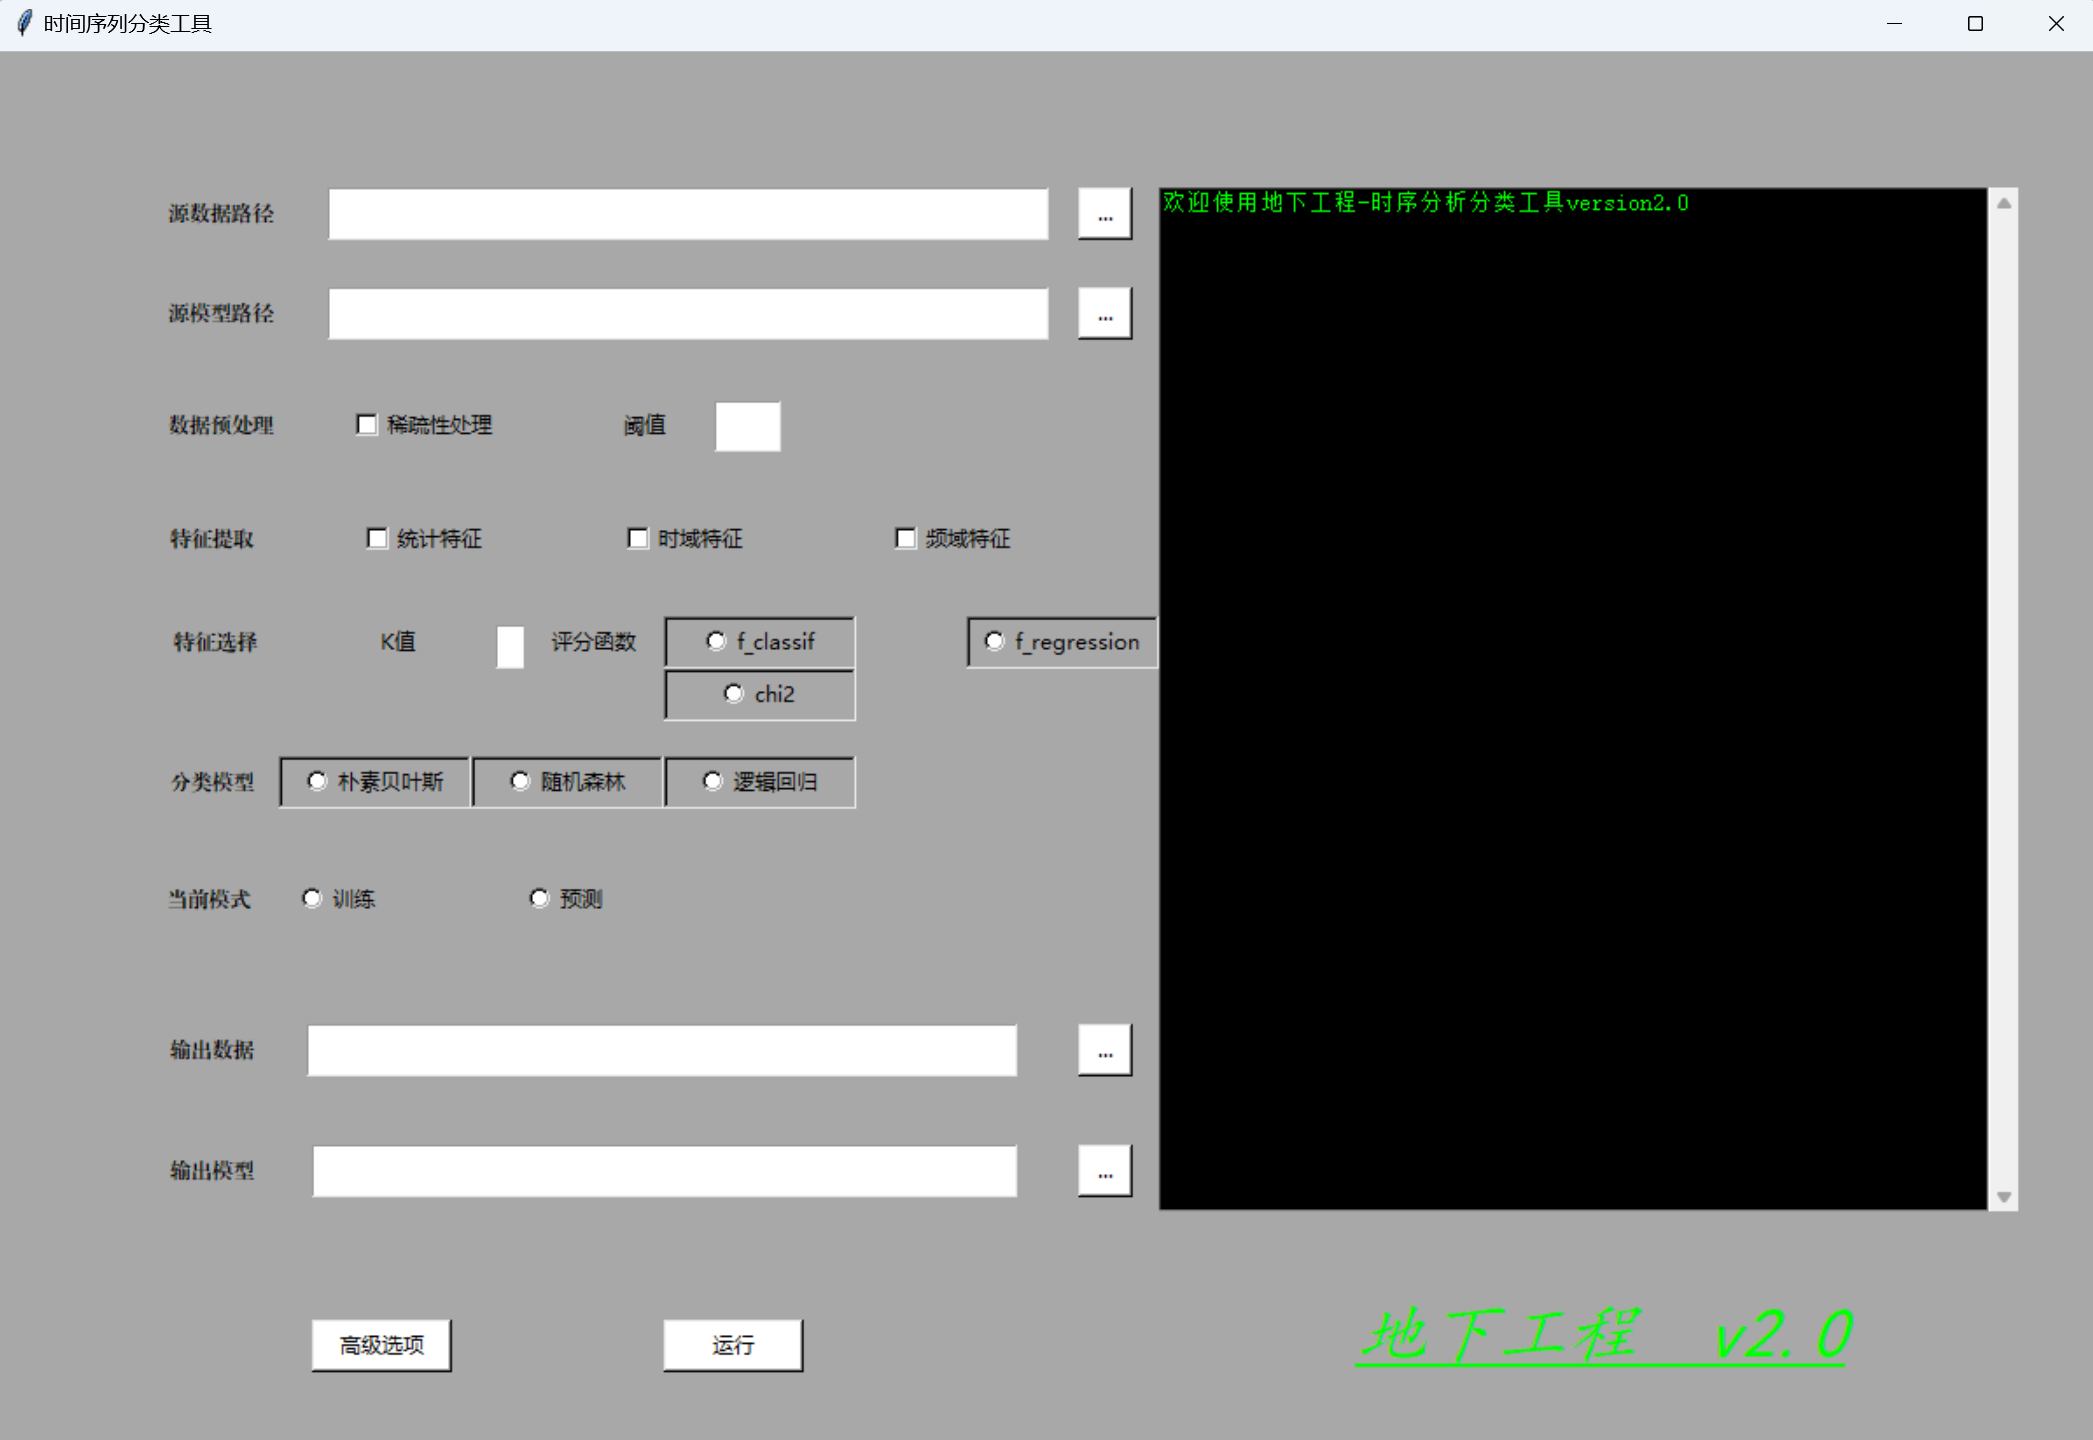 时间序列分类工具
源数据路径 ...
欢迎使用地下工程-时序分析分类工具version2.0
源模型路径 ...
数据预处理 稀疏性处理 阈值
特征提取 统计特征 时域特征 频域特征
特征选择 K值 评分函数 f_classif f_regression
chi2
分类模型 朴素贝叶斯 随机森林 逻辑回归
当前模式 训练 预测
输出数据 ...
输出模型 ...
高级选项 运行
地下工程 v2.0